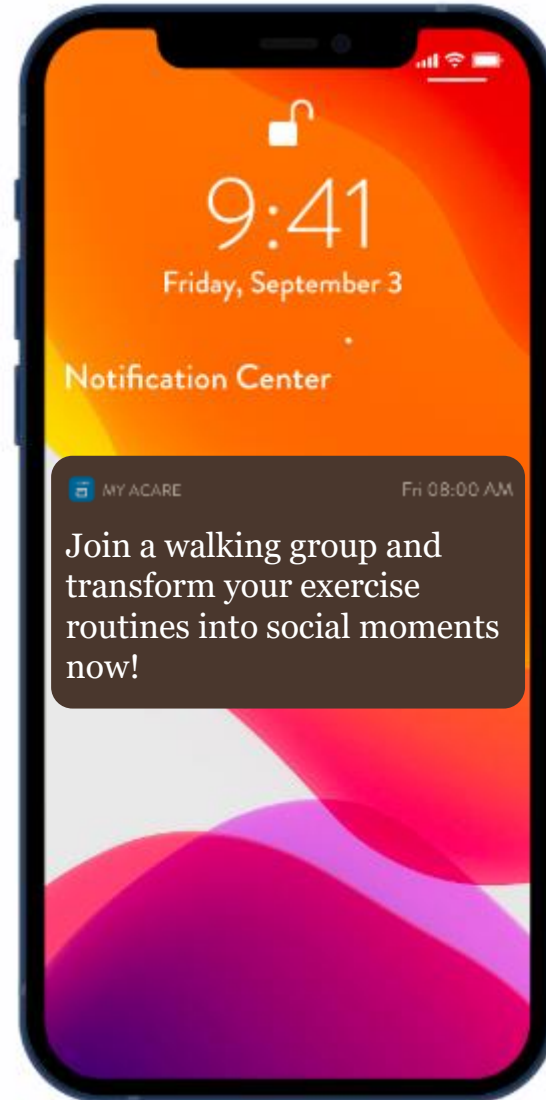 9:41
Friday, September 3
Notification Center
MY ACARE Fri 08:00 AM
Join a walking group and
transform your exercise
routines into social moments
now!